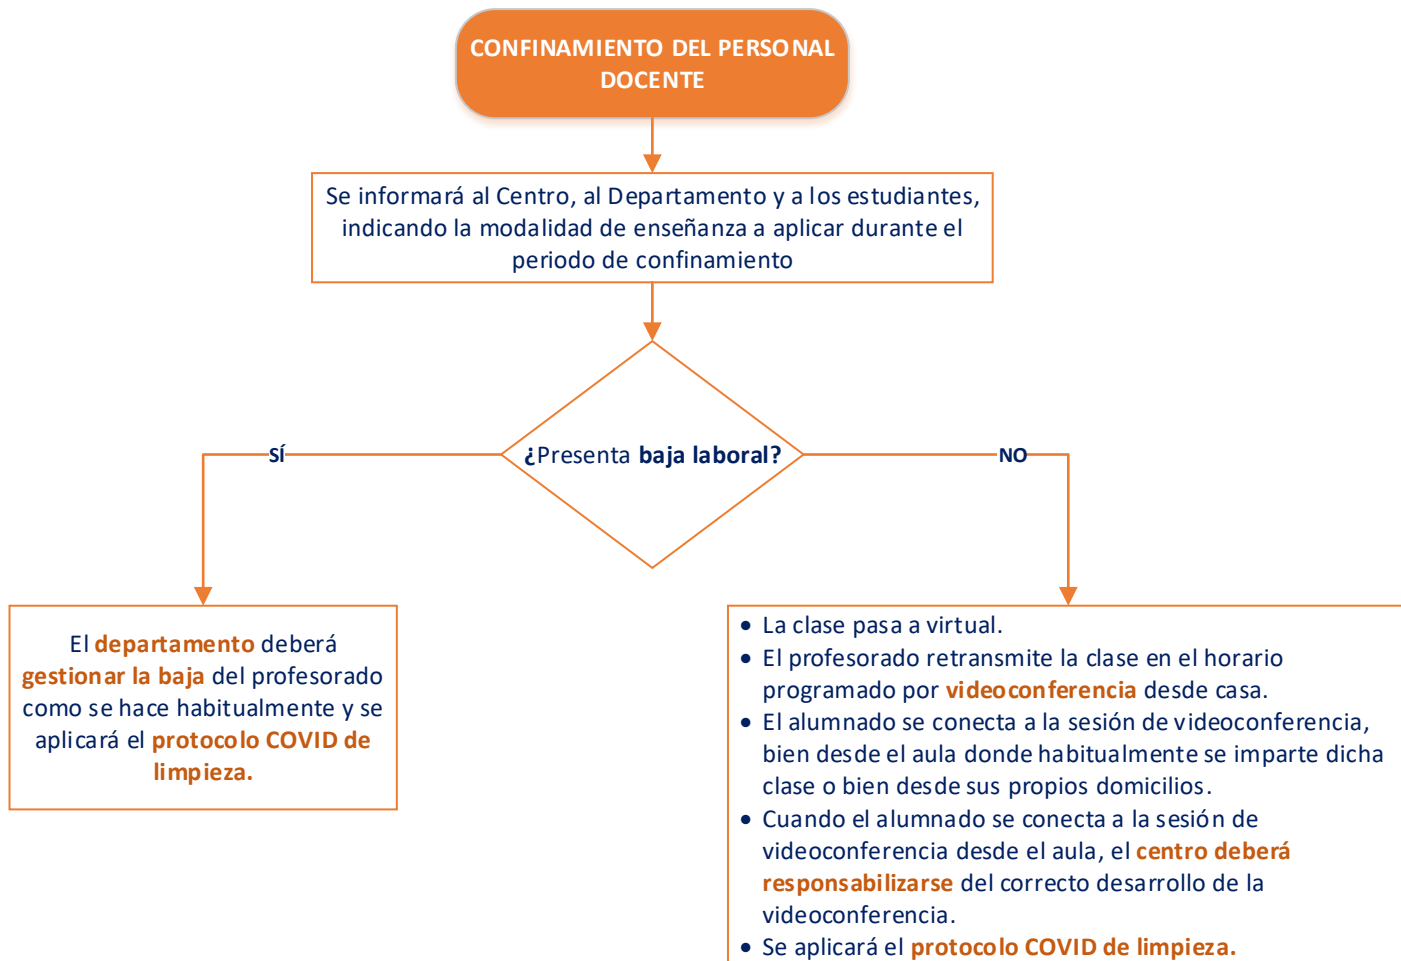 CONFINAMIENTO DEL PERSONAL
DOCENTE
Se informará al Centro, al Departamento y a los estudiantes,
indicando la modalidad de enseñanza a aplicar durante el
periodo de confinamiento
¿Presenta baja laboral?
SÍ
NO
El departamento deberá
gestionar la baja del profesorado
como se hace habitualmente y se
aplicará el protocolo COVID de
limpieza.
• La clase pasa a virtual.
• El profesorado retransmite la clase en el horario
programado por videoconferencia desde casa.
• El alumnado se conecta a la sesión de videoconferencia,
bien desde el aula donde habitualmente se imparte dicha
clase o bien desde sus propios domicilios.
• Cuando el alumnado se conecta a la sesión de
videoconferencia desde el aula, el centro deberá
responsabilizarse del correcto desarrollo de la
videoconferencia.
• Se aplicará el protocolo COVID de limpieza.